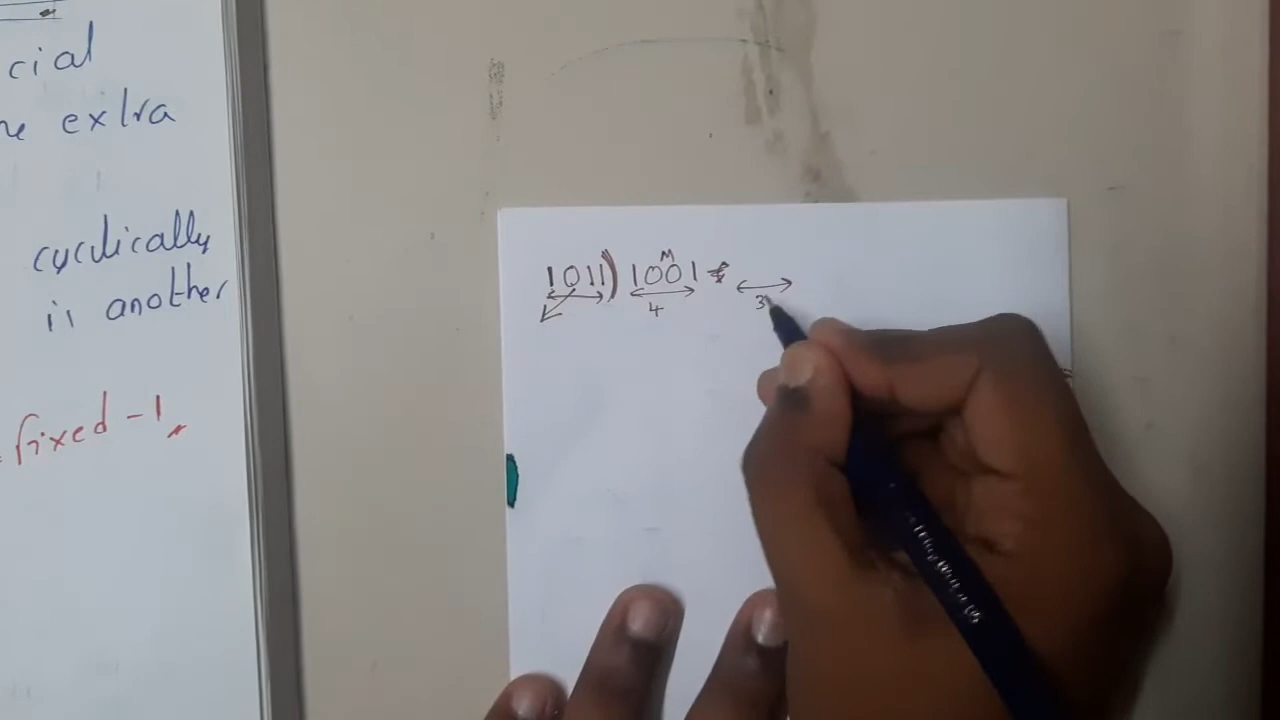 cial
extra
cyclically
is another
fixed -1
M
1011) 1001 +
4 3